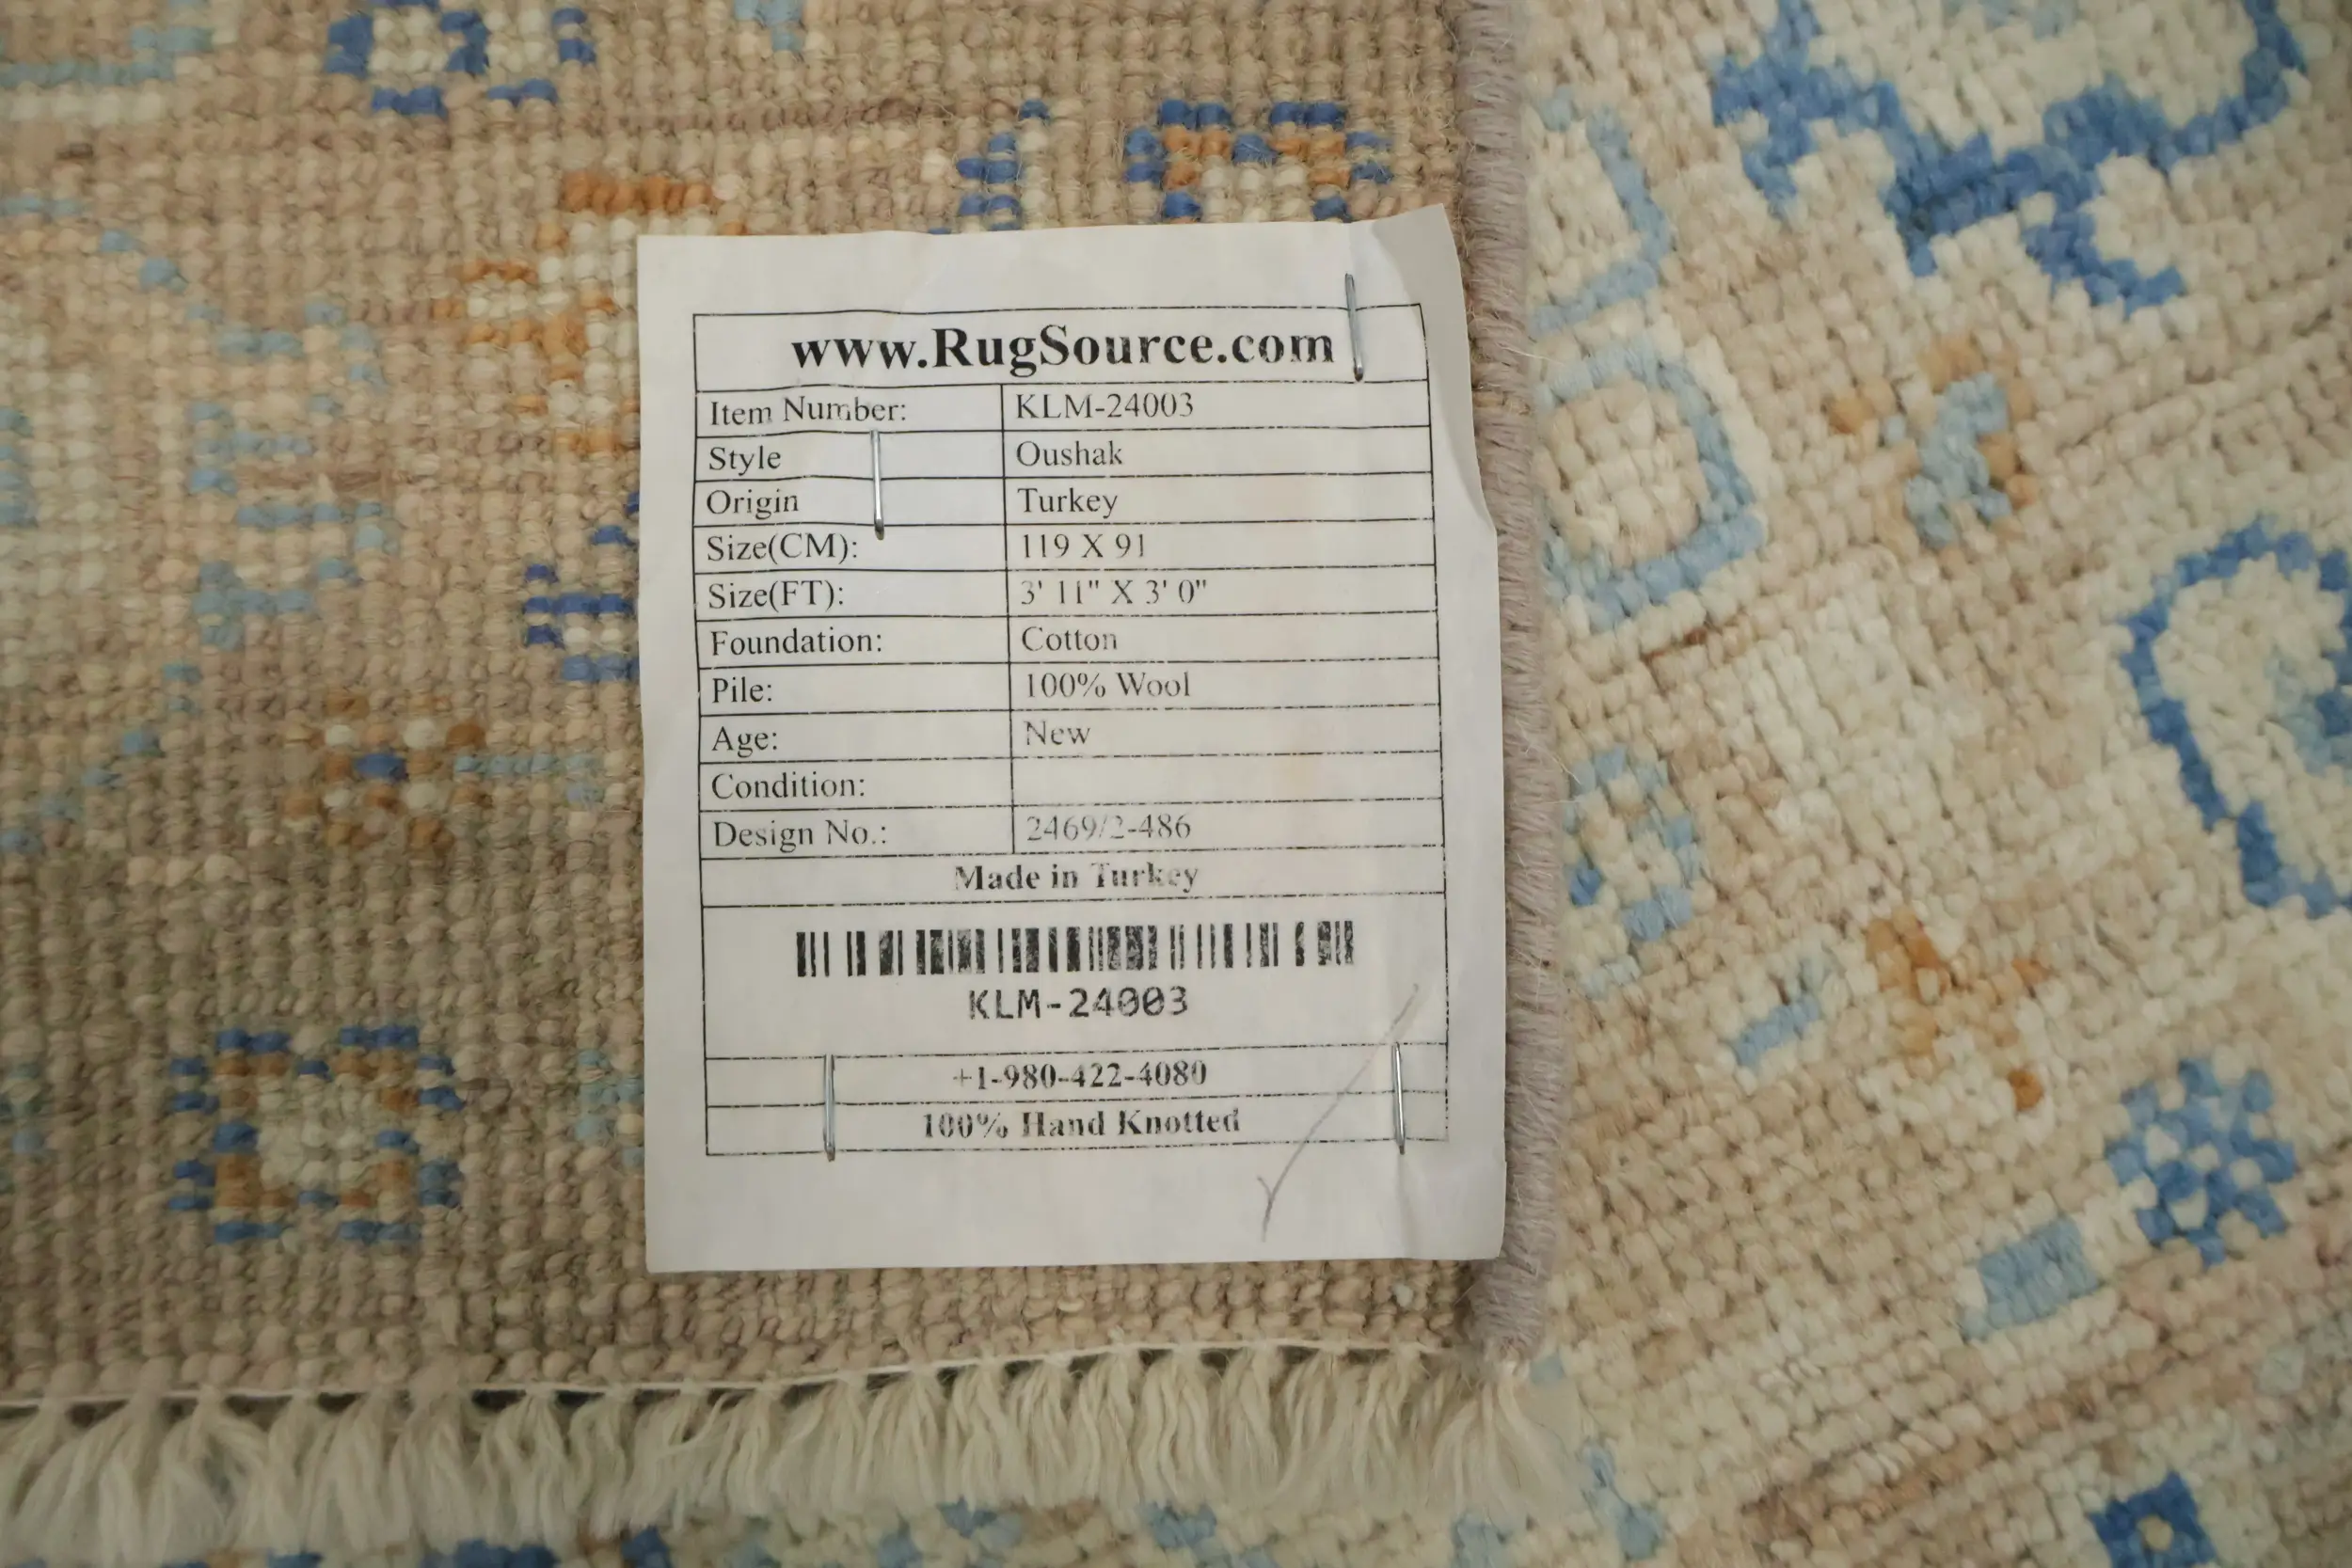 www.RugSource.com
Item Number: KLM-24003
Style Oushak
Origin Turkey
Size(CM): 119 X 91
Size(FT): 3' 11" X 3' 0"
Foundation: Cotton
Pile: 100% Wool
Age: New
Condition:
Design No.: 2469/2-486
Made in Turkey
KLM-24003
+1-980-422-4080
100% Hand Knotted